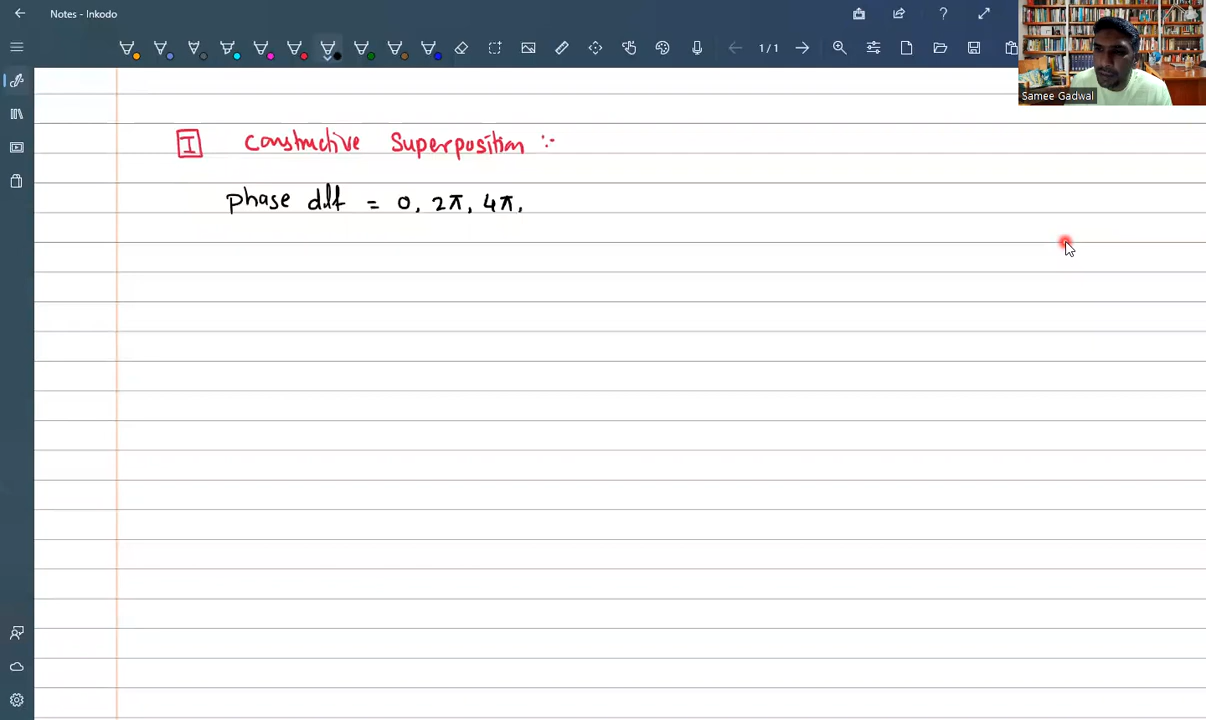 Notes - Inkodo
1 / 1
Samee Gadwal
I Constructive Superposition :-
phase diff = 0, 2π, 4π,